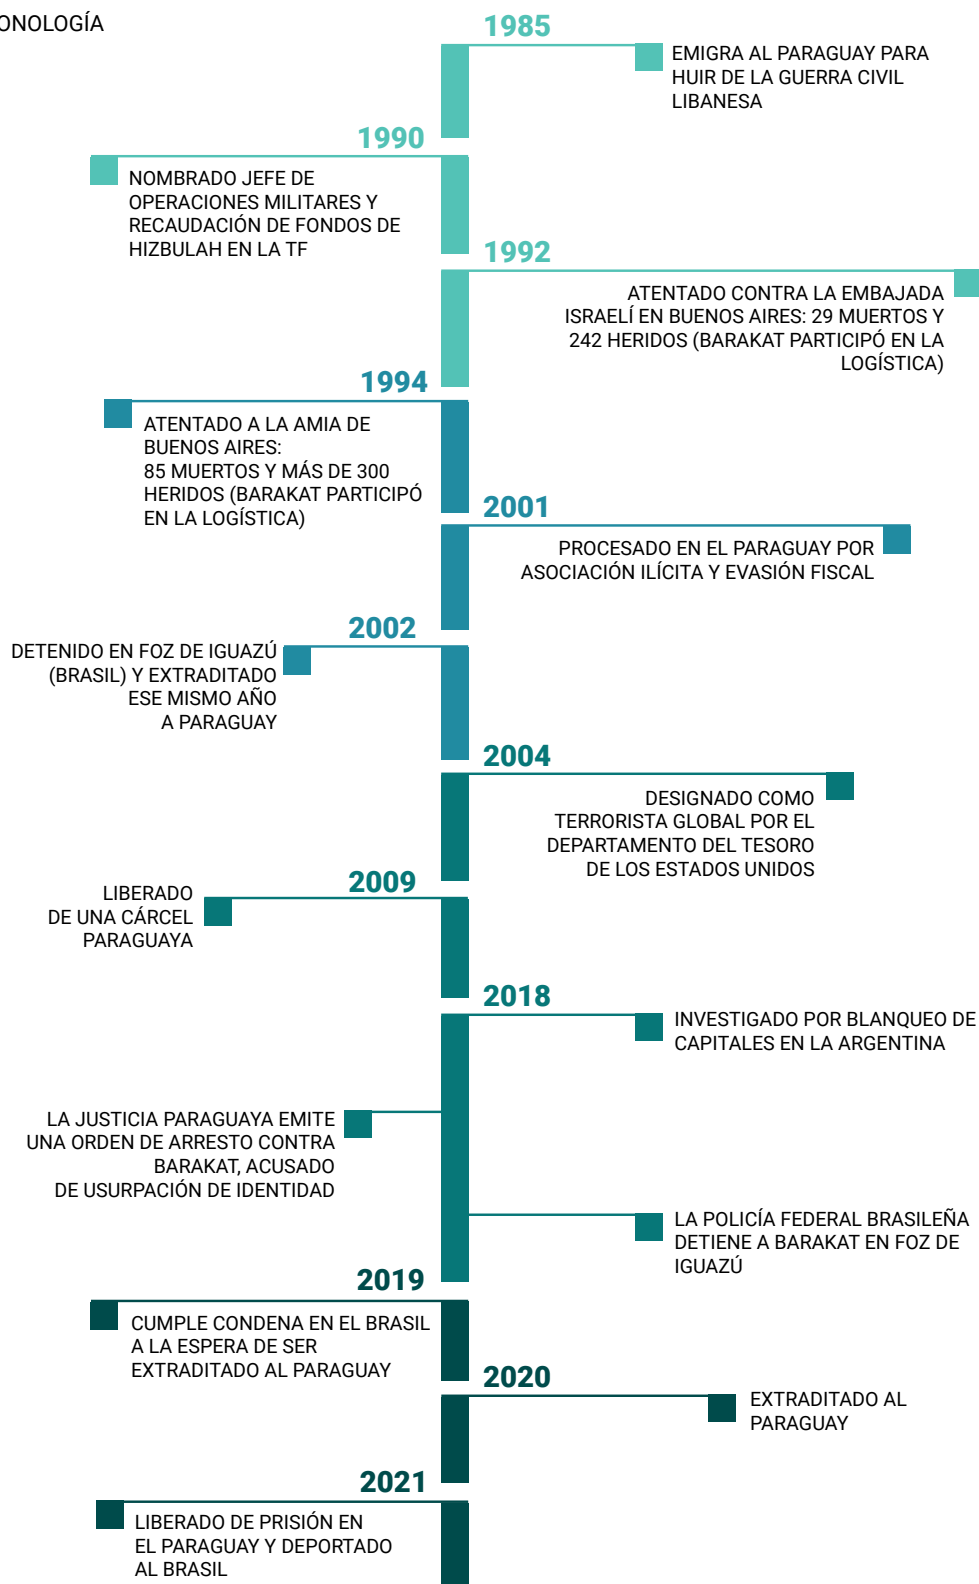 ONOLOGÍA
1985
EMIGRA AL PARAGUAY PARA
HUIR DE LA GUERRA CIVIL
LIBANESA
1990
NOMBRADO JEFE DE
OPERACIONES MILITARES Y
RECAUDACIÓN DE FONDOS DE
HIZBULAH EN LA TF
1992
ATENTADO CONTRA LA EMBAJADA
ISRAELÍ EN BUENOS AIRES: 29 MUERTOS Y
242 HERIDOS (BARAKAT PARTICIPÓ EN LA
LOGÍSTICA)
1994
ATENTADO A LA AMIA DE
BUENOS AIRES:
85 MUERTOS Y MÁS DE 300
HERIDOS (BARAKAT PARTICIPÓ
EN LA LOGÍSTICA)
2001
PROCESADO EN EL PARAGUAY POR
ASOCIACIÓN ILÍCITA Y EVASIÓN FISCAL
2002
DETENIDO EN FOZ DE IGUAZÚ
(BRASIL) Y EXTRADITADO
ESE MISMO AÑO
A PARAGUAY
2004
DESIGNADO COMO
TERRORISTA GLOBAL POR EL
DEPARTAMENTO DEL TESORO
DE LOS ESTADOS UNIDOS
2009
LIBERADO
DE UNA CÁRCEL
PARAGUAYA
2018
INVESTIGADO POR BLANQUEO DE
CAPITALES EN LA ARGENTINA
LA JUSTICIA PARAGUAYA EMITE
UNA ORDEN DE ARRESTO CONTRA
BARAKAT, ACUSADO
DE USURPACIÓN DE IDENTIDAD
LA POLICÍA FEDERAL BRASILEÑA
DETIENE A BARAKAT EN FOZ DE
IGUAZÚ
2019
CUMPLE CONDENA EN EL BRASIL
A LA ESPERA DE SER
EXTRADITADO AL PARAGUAY
2020
EXTRADITADO AL
PARAGUAY
2021
LIBERADO DE PRISIÓN EN
EL PARAGUAY Y DEPORTADO
AL BRASIL